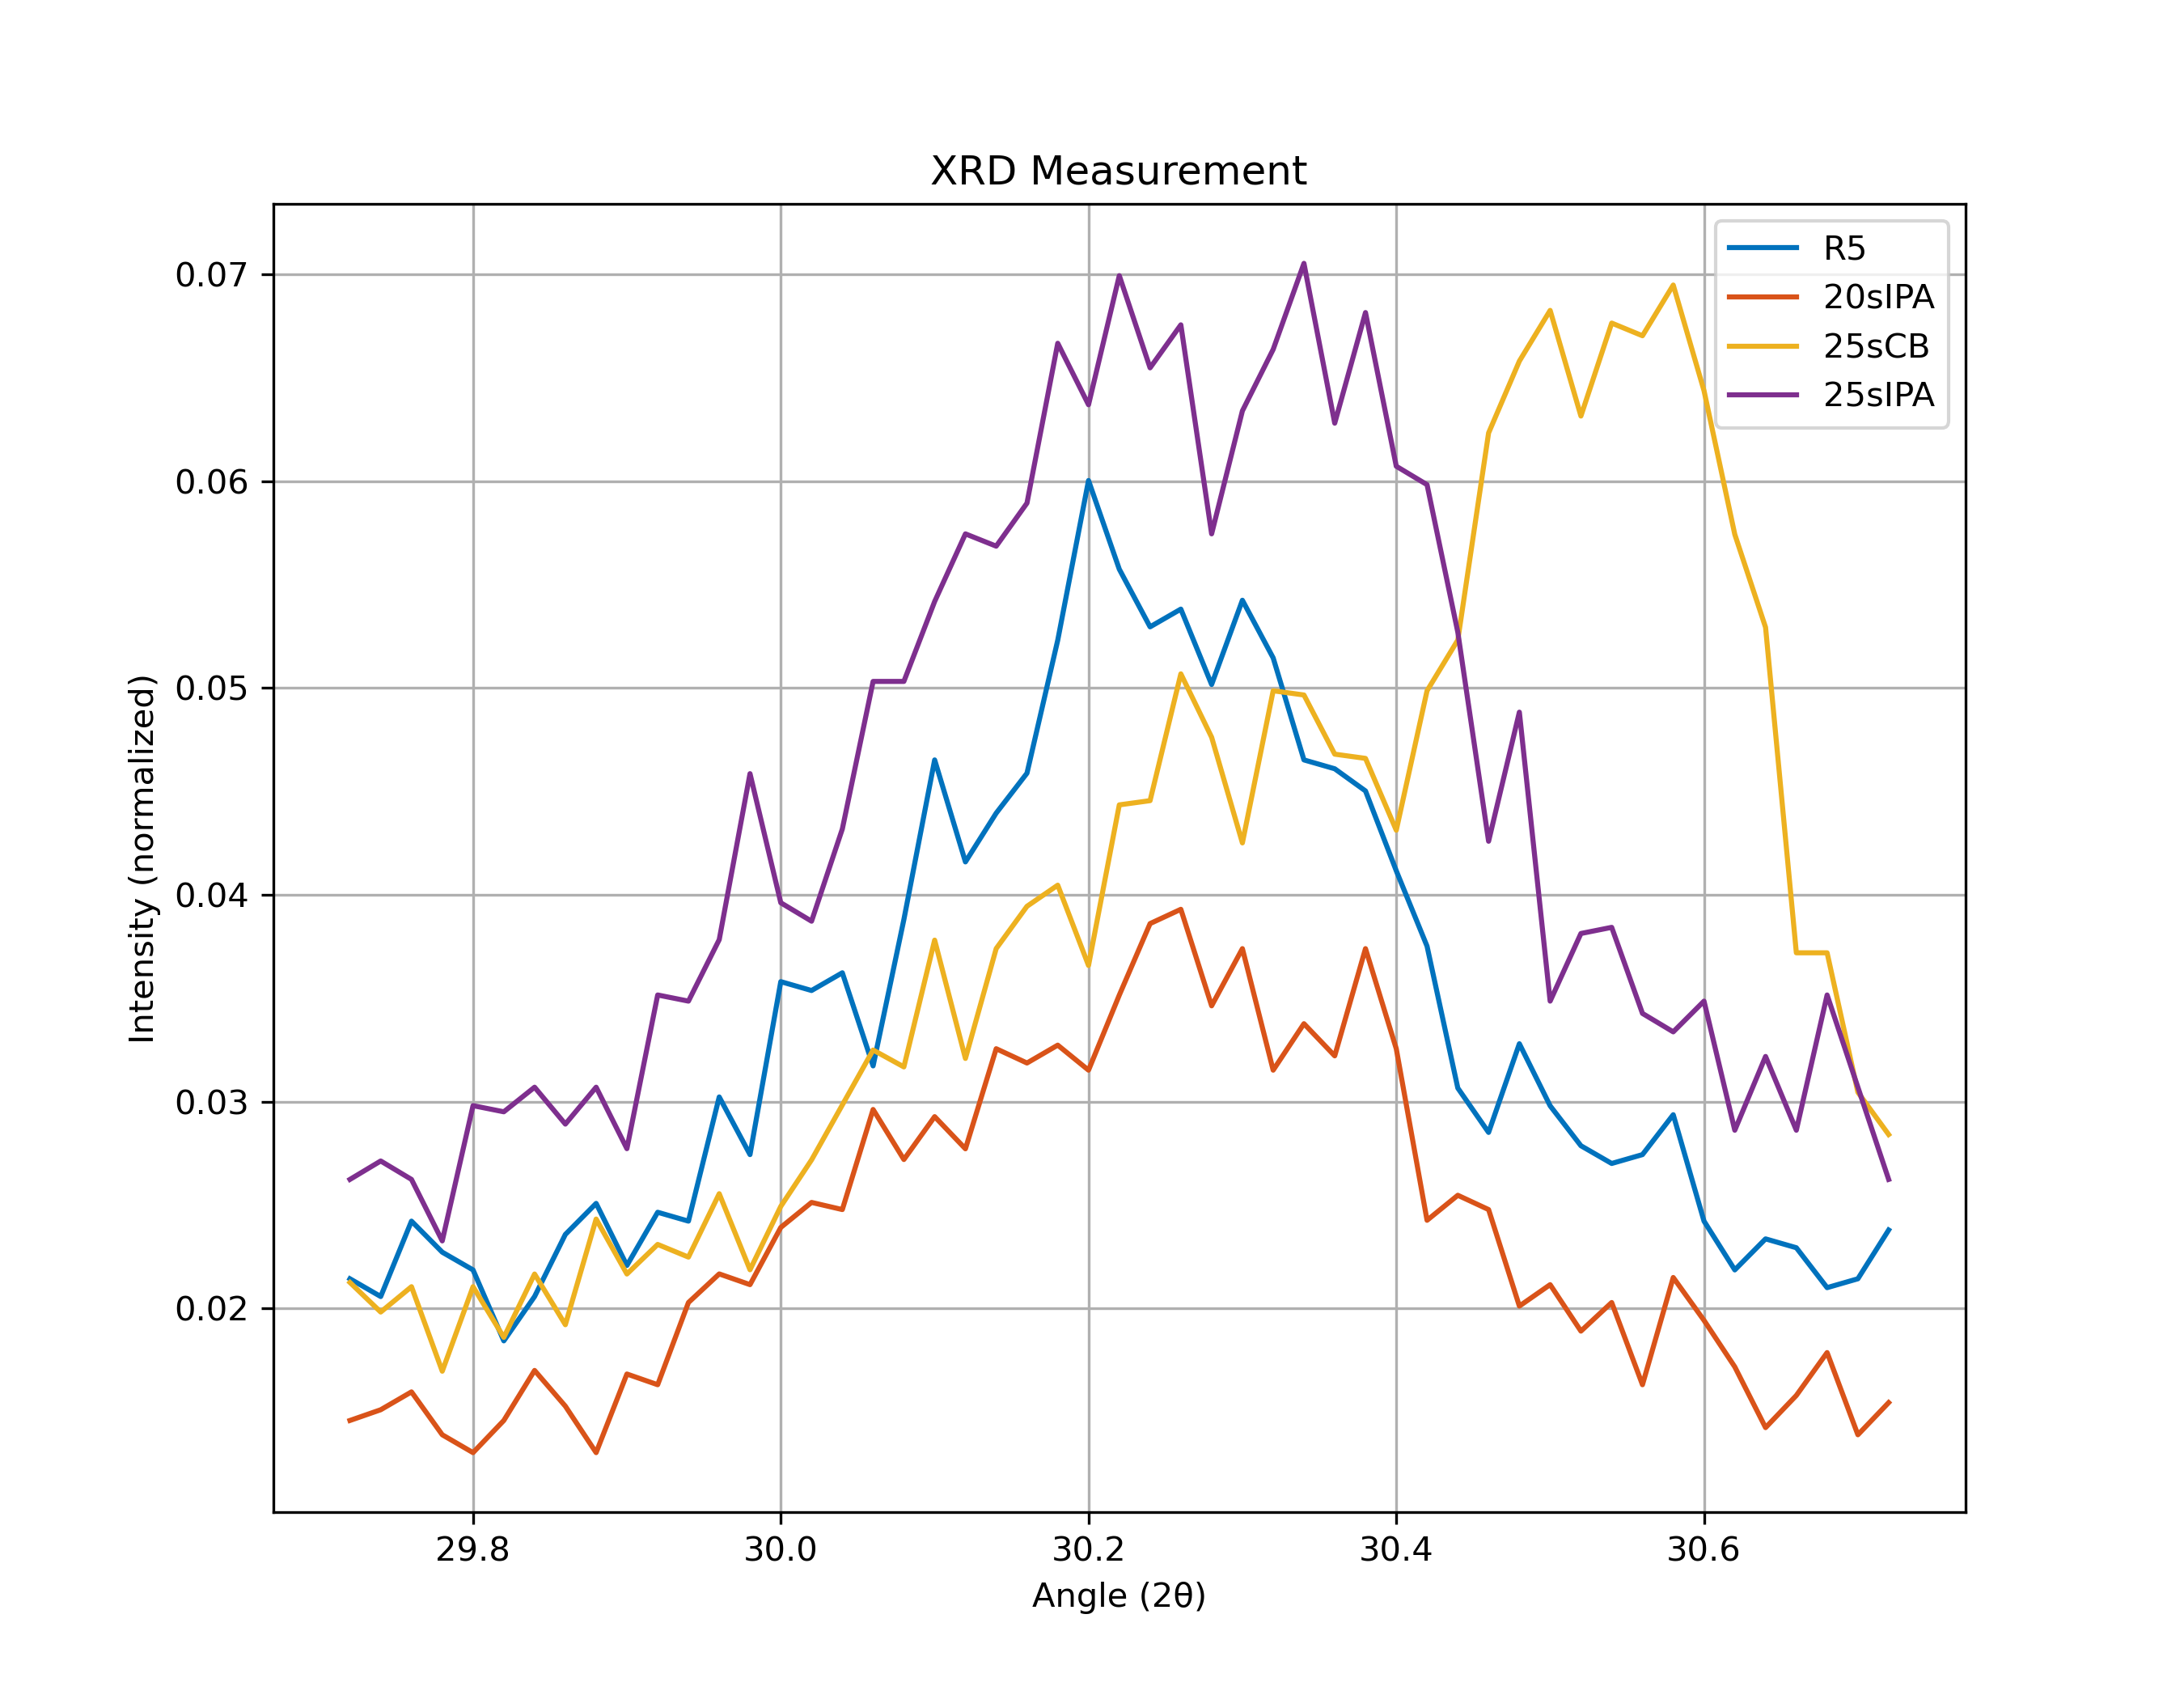 XRD Measurement
R5
20sIPA
25sCB
25sIPA
Intensity (normalized)
0.07
0.06
0.05
0.04
0.03
0.02
29.8 30.0 30.2 30.4 30.6
Angle (2θ)